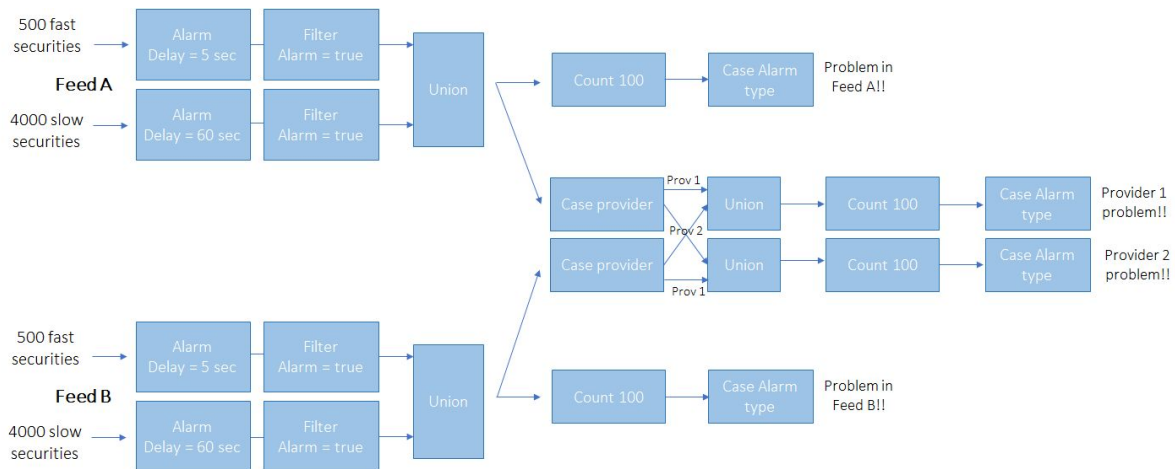 500 fast
securities
Alarm
Delay = 5 sec
Filter
Alarm = true
Feed A
Union
4000 slow
securities
Alarm
Delay = 60 sec
Filter
Alarm = true
Count 100
Case Alarm
type
Problem in
Feed A!!
Case provider
Prov 1
Union
Count 100
Case Alarm
type
Provider 1
problem!!
Prov 2
Case provider
Prov 1
Union
Count 100
Case Alarm
type
Provider 2
problem!!
500 fast
securities
Alarm
Delay = 5 sec
Filter
Alarm = true
Feed B
Union
4000 slow
securities
Alarm
Delay = 60 sec
Filter
Alarm = true
Count 100
Case Alarm
type
Problem in
Feed B!!